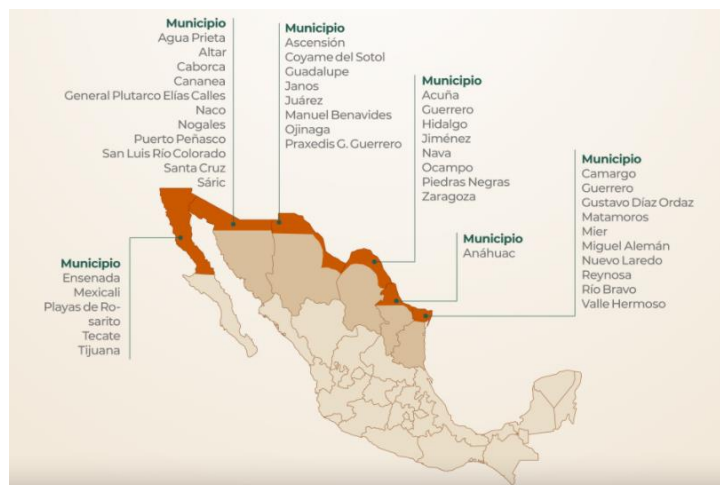 Municipio
Agua Prieta
Altar
Caborca
Cananea
General Plutarco Elías Calles
Naco
Nogales
Puerto Peñasco
San Luis Río Colorado
Santa Cruz
Sáric
Municipio
Ascensión
Coyame del Sotol
Guadalupe
Janos
Juárez
Manuel Benavides
Ojinaga
Praxedis G. Guerrero
Municipio
Acuña
Guerrero
Hidalgo
Jiménez
Nava
Ocampo
Piedras Negras
Zaragoza
Municipio
Camargo
Guerrero
Gustavo Díaz Ordaz
Matamoros
Mier
Miguel Alemán
Nuevo Laredo
Reynosa
Río Bravo
Valle Hermoso
Municipio
Anáhuac
Municipio
Ensenada
Mexicali
Playas de Ro-
sarito
Tecate
Tijuana